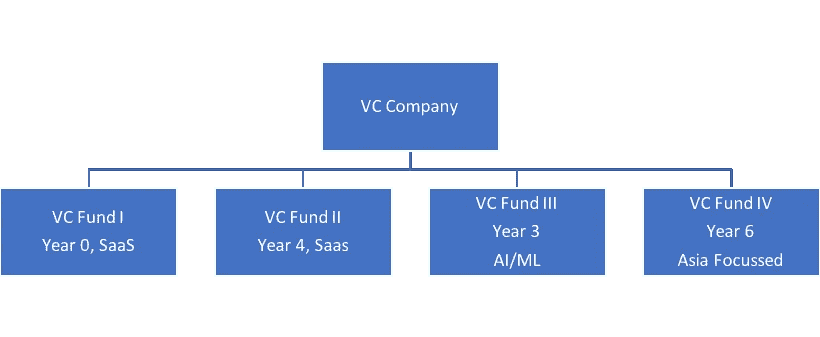 VC Company
VC Fund I
Year 0, SaaS
VC Fund II
Year 4, Saas
VC Fund III
Year 3
AI/ML
VC Fund IV
Year 6
Asia Focussed